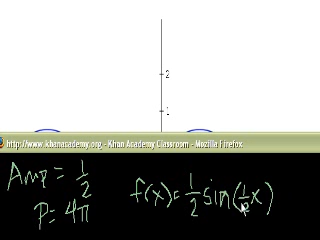 2
1
http://www.khanacademy.org - Khan Academy Classroom - Mozilla Firefox
Amp = 1/2
P = 4π
f(x) = 1/2 sin(1/2 x)